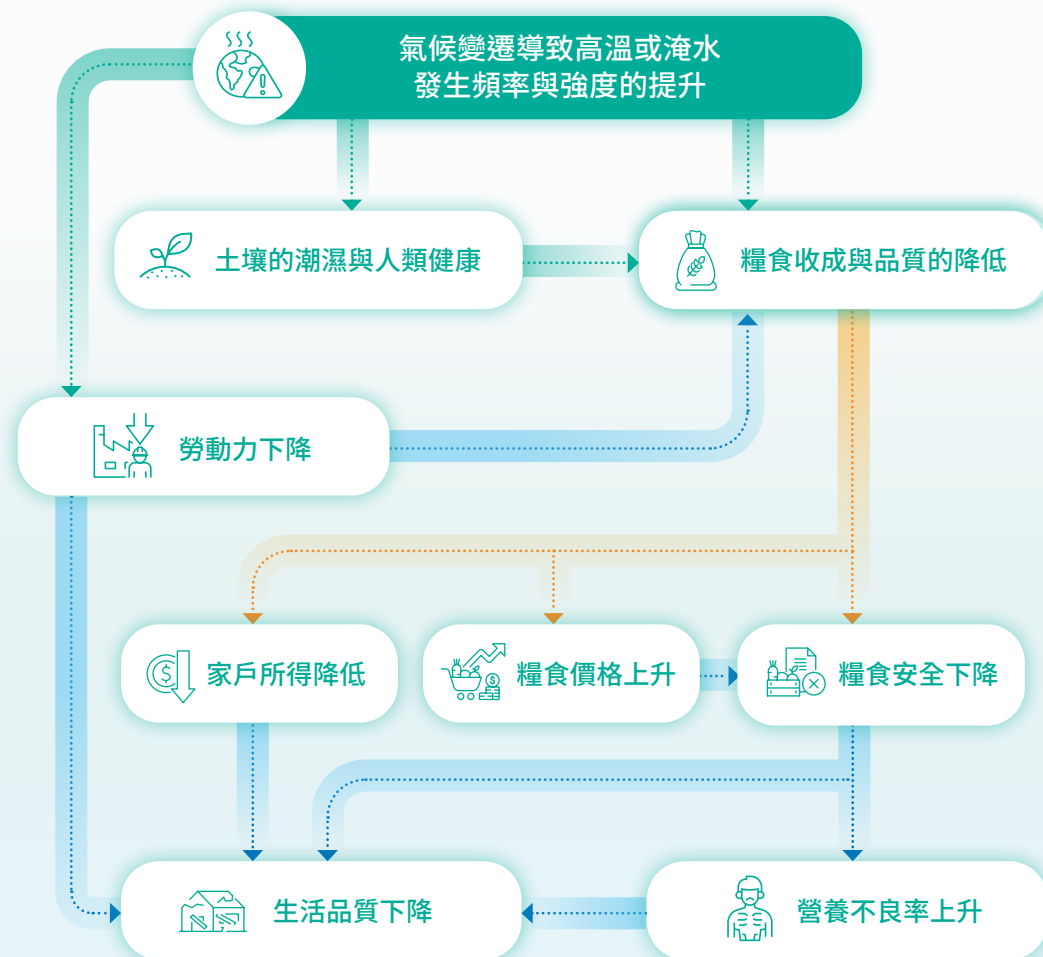 氣候變遷導致高溫或淹水
發生頻率與強度的提升
土壤的潮濕與人類健康
糧食收成與品質的降低
勞動力下降
家戶所得降低
糧食價格上升
糧食安全下降
生活品質下降
營養不良率上升